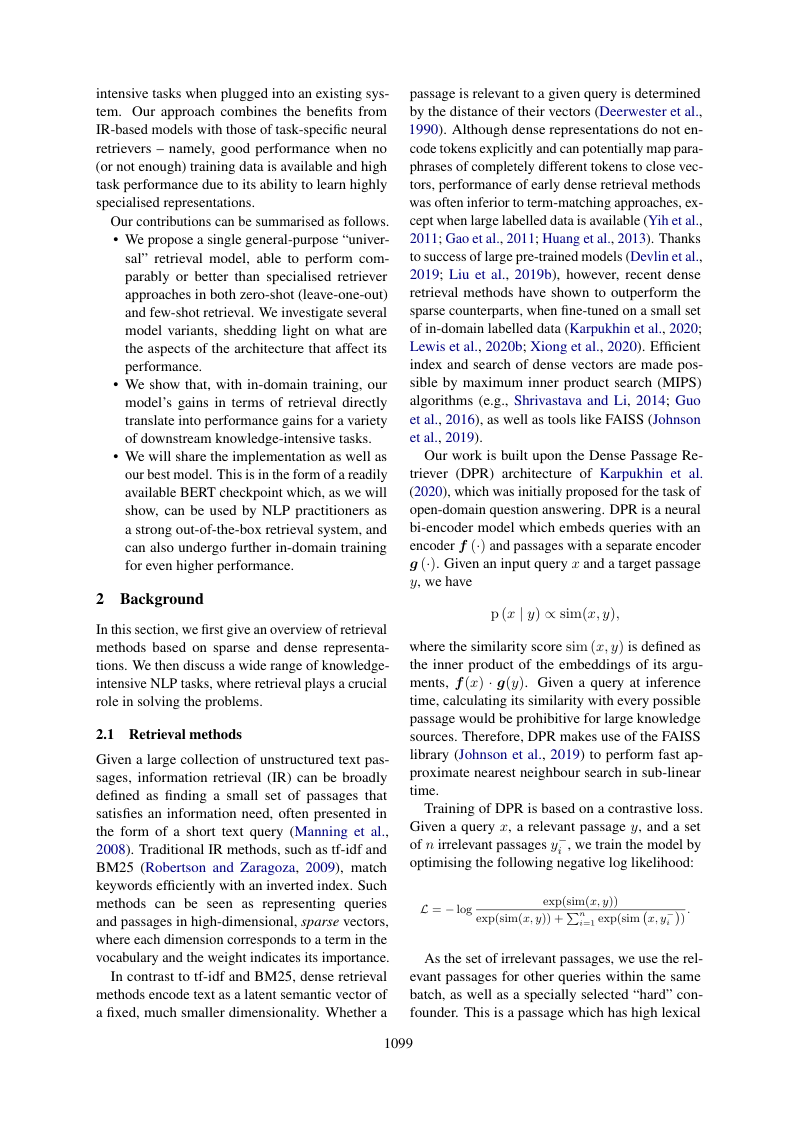 intensive tasks when plugged into an existing sys-
tem. Our approach combines the benefits from
IR-based models with those of task-specific neural
retrievers – namely, good performance when no
(or not enough) training data is available and high
task performance due to its ability to learn highly
specialised representations.
Our contributions can be summarised as follows.
• We propose a single general-purpose “univer-
sal” retrieval model, able to perform com-
parably or better than specialised retriever
approaches in both zero-shot (leave-one-out)
and few-shot retrieval. We investigate several
model variants, shedding light on what are
the aspects of the architecture that affect its
performance.
• We show that, with in-domain training, our
model’s gains in terms of retrieval directly
translate into performance gains for a variety
of downstream knowledge-intensive tasks.
• We will share the implementation as well as
our best model. This is in the form of a readily
available BERT checkpoint which, as we will
show, can be used by NLP practitioners as
a strong out-of-the-box retrieval system, and
can also undergo further in-domain training
for even higher performance.
2 Background
In this section, we first give an overview of retrieval
methods based on sparse and dense representa-
tions. We then discuss a wide range of knowledge-
intensive NLP tasks, where retrieval plays a crucial
role in solving the problems.
2.1 Retrieval methods
Given a large collection of unstructured text pas-
sages, information retrieval (IR) can be broadly
defined as finding a small set of passages that
satisfies an information need, often presented in
the form of a short text query (Manning et al.,
2008). Traditional IR methods, such as tf-idf and
BM25 (Robertson and Zaragoza, 2009), match
keywords efficiently with an inverted index. Such
methods can be seen as representing queries
and passages in high-dimensional, sparse vectors,
where each dimension corresponds to a term in the
vocabulary and the weight indicates its importance.
In contrast to tf-idf and BM25, dense retrieval
methods encode text as a latent semantic vector of
a fixed, much smaller dimensionality. Whether a
passage is relevant to a given query is determined
by the distance of their vectors (Deerwester et al.,
1990). Although dense representations do not en-
code tokens explicitly and can potentially map para-
phrases of completely different tokens to close vec-
tors, performance of early dense retrieval methods
was often inferior to term-matching approaches, ex-
cept when large labelled data is available (Yih et al.,
2011; Gao et al., 2011; Huang et al., 2013). Thanks
to success of large pre-trained models (Devlin et al.,
2019; Liu et al., 2019b), however, recent dense
retrieval methods have shown to outperform the
sparse counterparts, when fine-tuned on a small set
of in-domain labelled data (Karpukhin et al., 2020;
Lewis et al., 2020b; Xiong et al., 2020). Efficient
index and search of dense vectors are made pos-
sible by maximum inner product search (MIPS)
algorithms (e.g., Shrivastava and Li, 2014; Guo
et al., 2016), as well as tools like FAISS (Johnson
et al., 2019).
Our work is built upon the Dense Passage Re-
triever (DPR) architecture of Karpukhin et al.
(2020), which was initially proposed for the task of
open-domain question answering. DPR is a neural
bi-encoder model which embeds queries with an
encoder f (·) and passages with a separate encoder
g (·). Given an input query x and a target passage
y, we have
p (x | y) ∝ sim(x, y),
where the similarity score sim (x, y) is defined as
the inner product of the embeddings of its argu-
ments, f(x) · g(y). Given a query at inference
time, calculating its similarity with every possible
passage would be prohibitive for large knowledge
sources. Therefore, DPR makes use of the FAISS
library (Johnson et al., 2019) to perform fast ap-
proximate nearest neighbour search in sub-linear
time.
Training of DPR is based on a contrastive loss.
Given a query x, a relevant passage y, and a set
of n irrelevant passages y_i^-, we train the model by
optimising the following negative log likelihood:
ℒ = − log exp(sim(x, y)) / (exp(sim(x, y)) + ∑_{i=1}^n exp(sim (x, y_i^-))).
As the set of irrelevant passages, we use the rel-
evant passages for other queries within the same
batch, as well as a specially selected “hard” con-
founder. This is a passage which has high lexical
1099